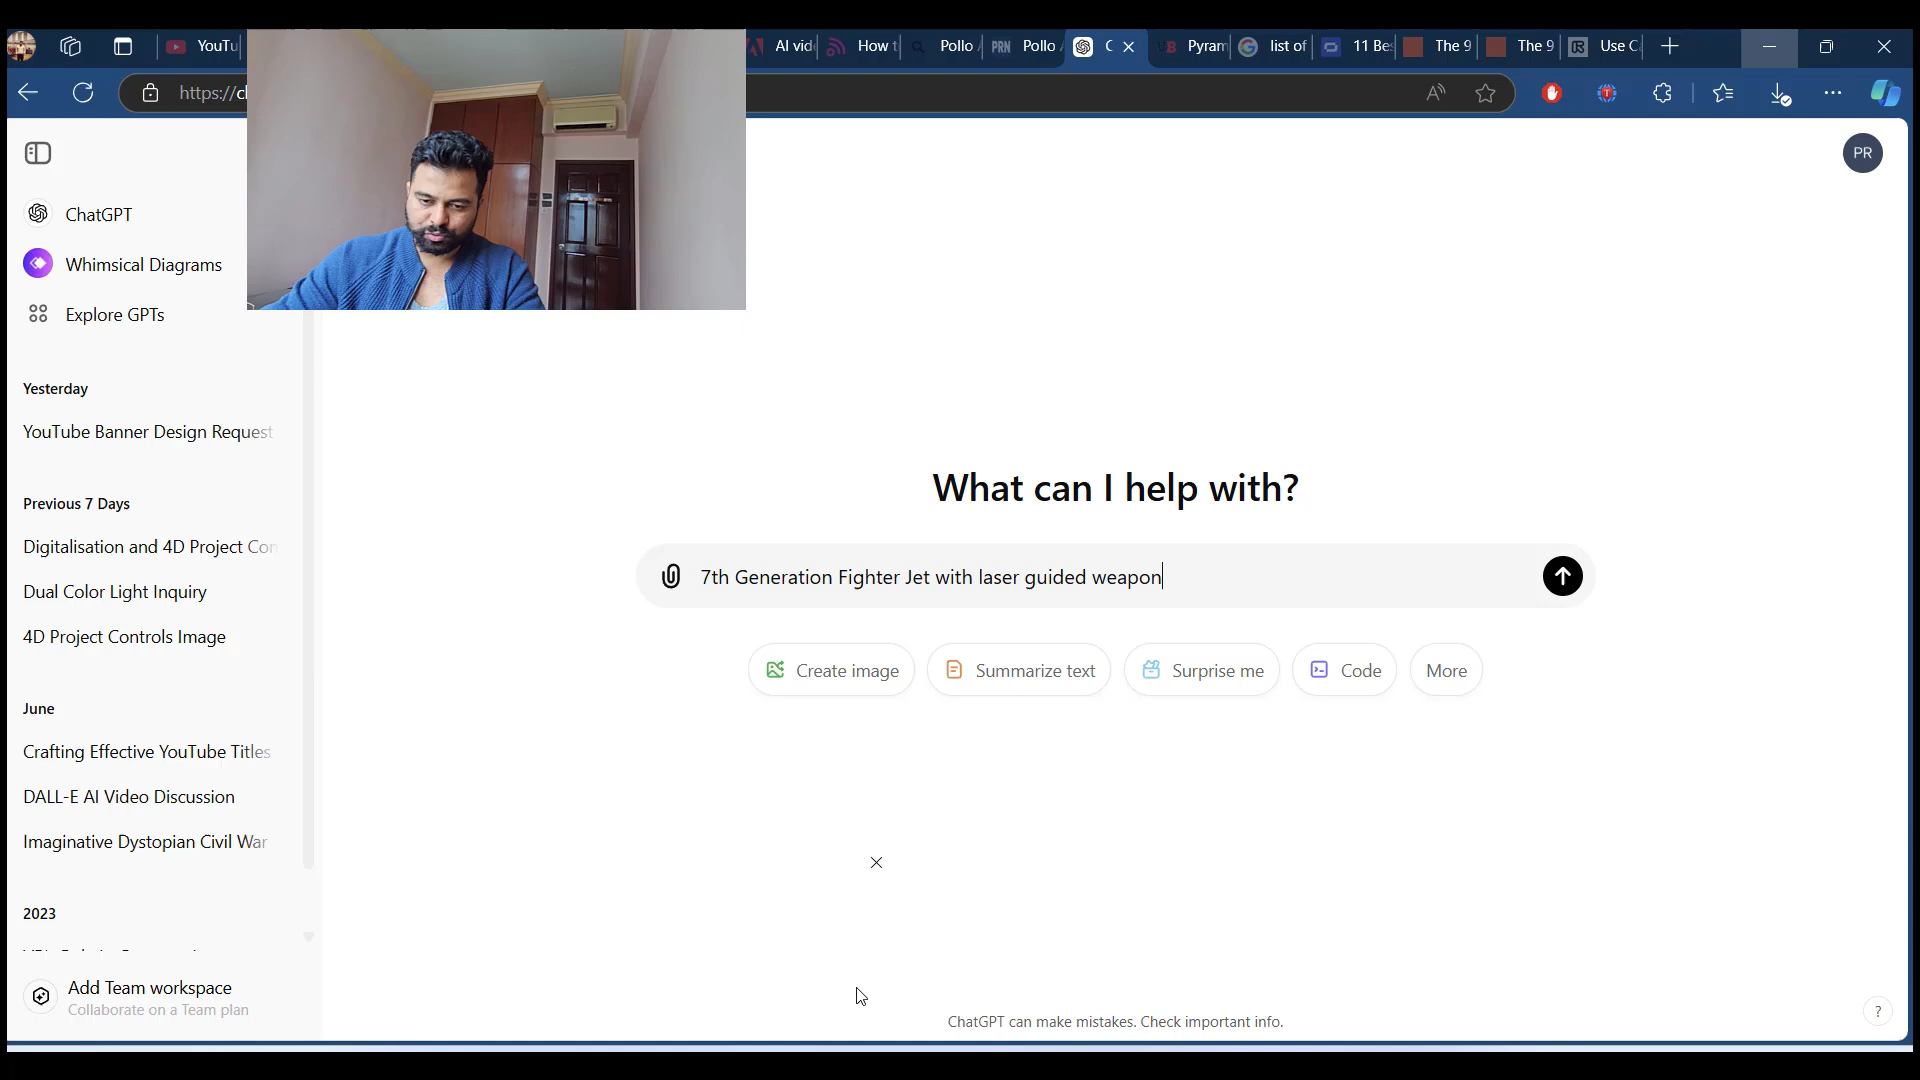 YouTu
AI vid
How t
Pollo
PRN
Pollo
C
Pyram
list of
11 Be
The 9
The 9
Use C
https://c
PR
ChatGPT
Whimsical Diagrams
Explore GPTs
Yesterday
YouTube Banner Design Request
Previous 7 Days
Digitalisation and 4D Project Con
Dual Color Light Inquiry
4D Project Controls Image
June
Crafting Effective YouTube Titles
DALL-E AI Video Discussion
Imaginative Dystopian Civil War
2023
Add Team workspace
Collaborate on a Team plan
What can I help with?
7th Generation Fighter Jet with laser guided weapon
Create image
Summarize text
Surprise me
Code
More
ChatGPT can make mistakes. Check important info.
?